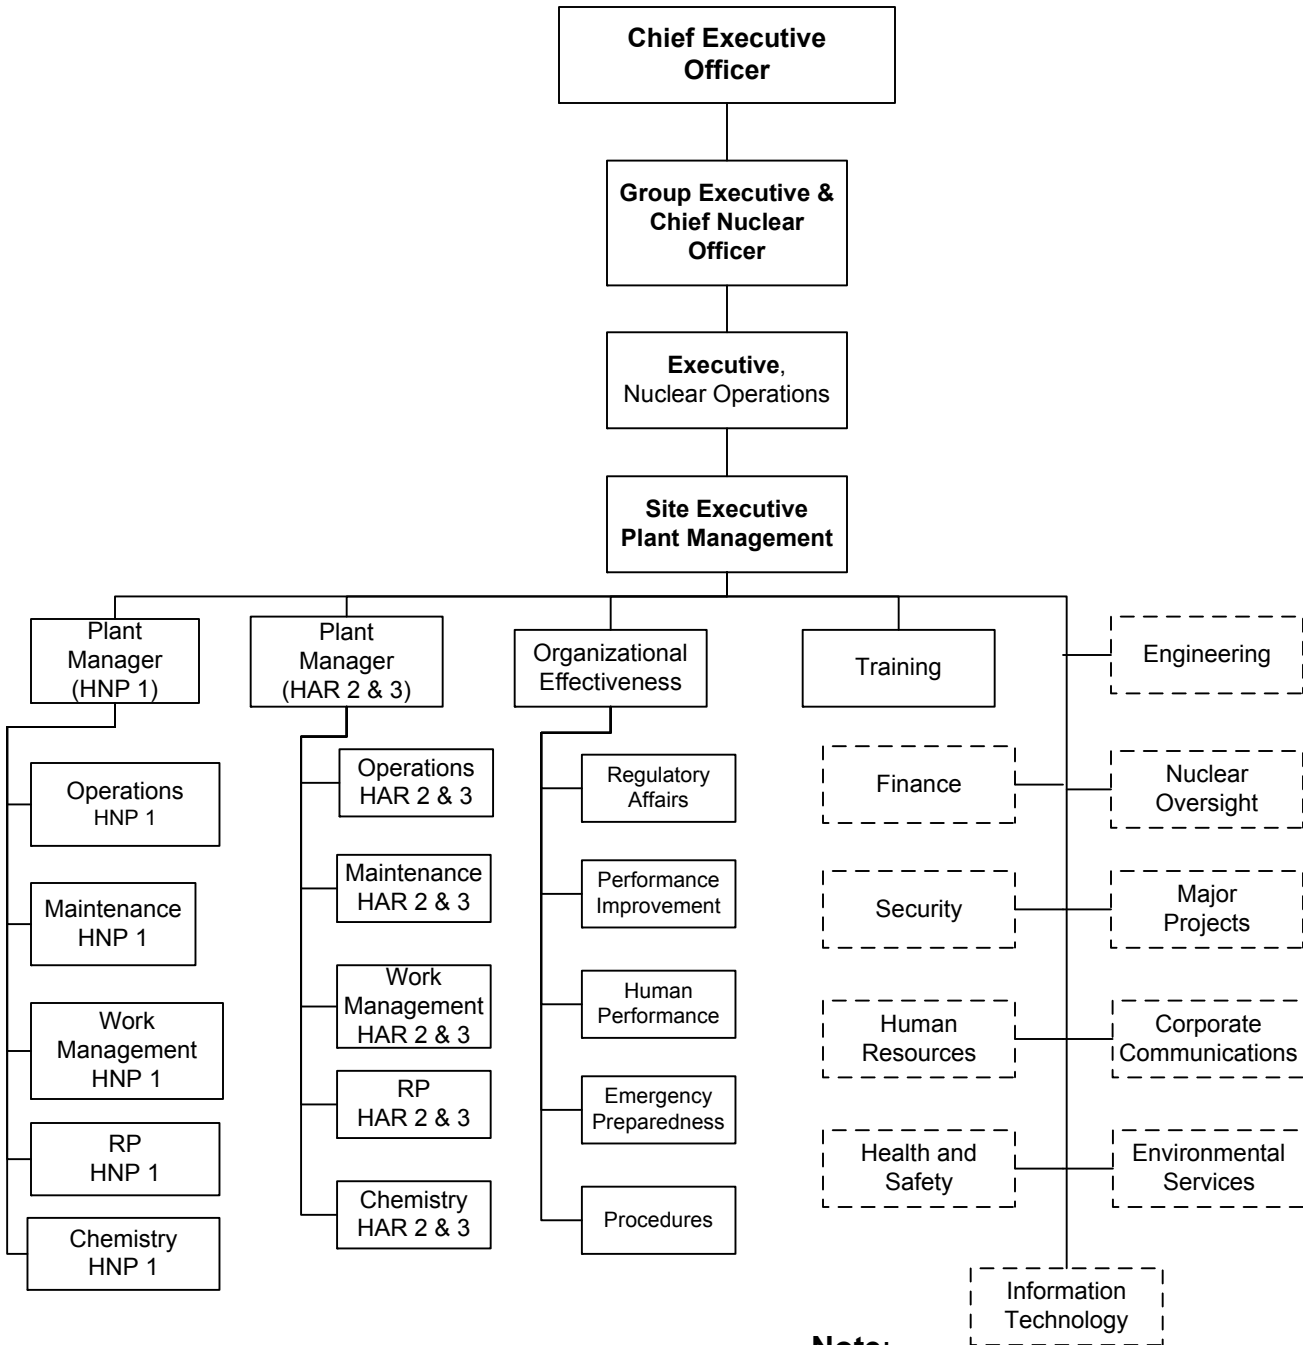 Chief Executive
Officer
Group Executive &
Chief Nuclear
Officer
Executive,
Nuclear Operations
Site Executive
Plant Management
Plant
Manager
(HNP 1)
Operations
HNP 1
Maintenance
HNP 1
Work
Management
HNP 1
RP
HNP 1
Chemistry
HNP 1
Plant
Manager
(HAR 2 & 3)
Operations
HAR 2 & 3
Maintenance
HAR 2 & 3
Work
Management
HAR 2 & 3
RP
HAR 2 & 3
Chemistry
HAR 2 & 3
Organizational
Effectiveness
Regulatory
Affairs
Performance
Improvement
Human
Performance
Emergency
Preparedness
Procedures
Training
Engineering
Finance
Nuclear
Oversight
Security
Major
Projects
Human
Resources
Corporate
Communications
Health and
Safety
Environmental
Services
Information
Technology
Note: